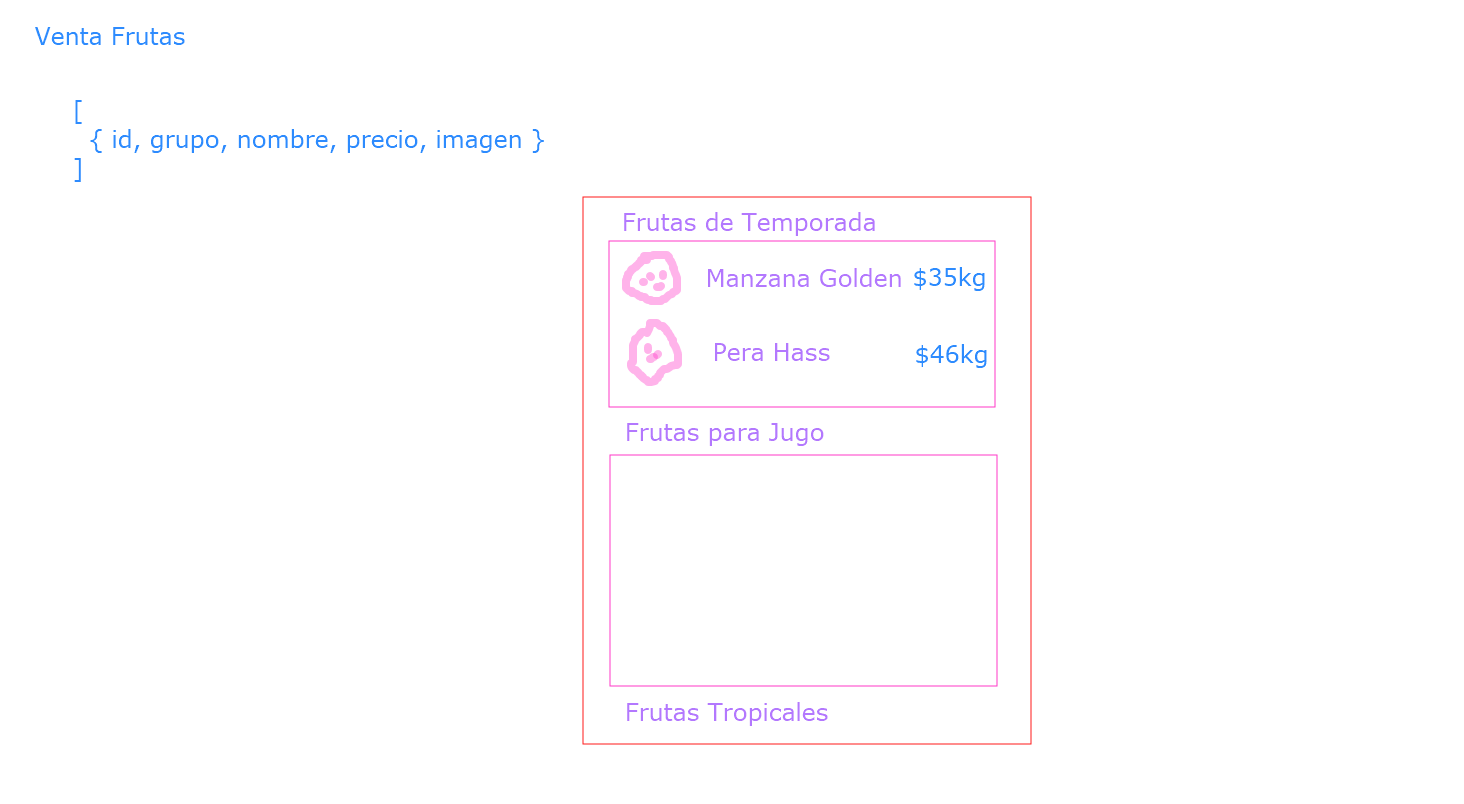 Venta Frutas
[
{ id, grupo, nombre, precio, imagen }
]
Frutas de Temporada
Manzana Golden $35kg
Pera Hass $46kg
Frutas para Jugo
Frutas Tropicales